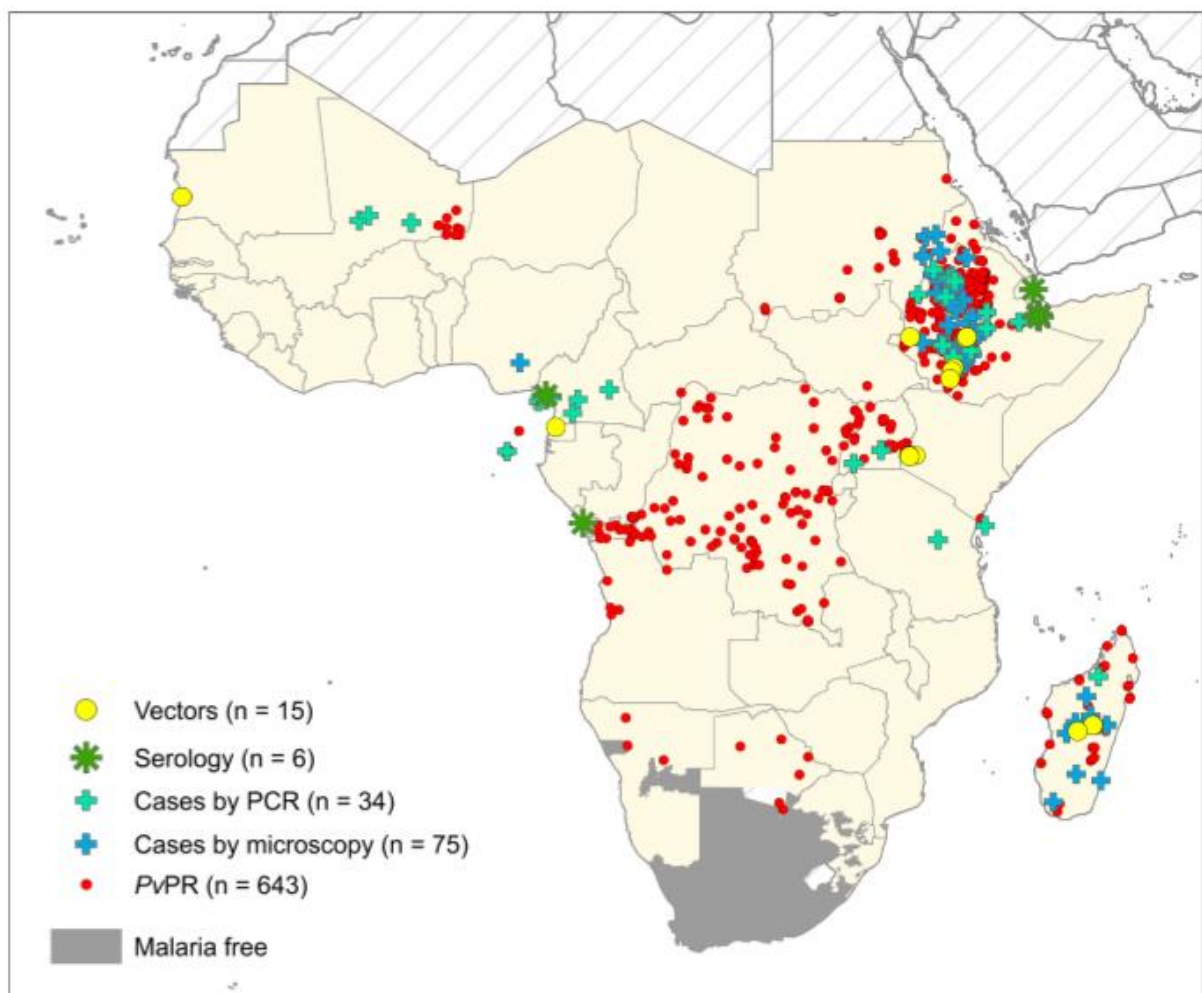 Vectors (n = 15)
Serology (n = 6)
Cases by PCR (n = 34)
Cases by microscopy (n = 75)
PvPR (n = 643)
Malaria free